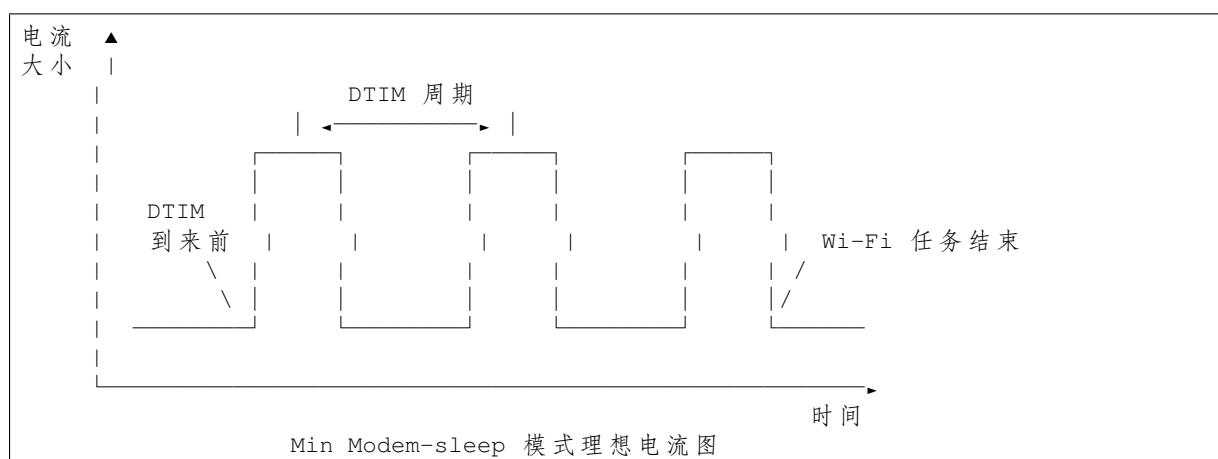 电流
大小
DTIM 周期
DTIM
到来前
Wi-Fi 任务结束
时间
Min Modem-sleep 模式理想电流图